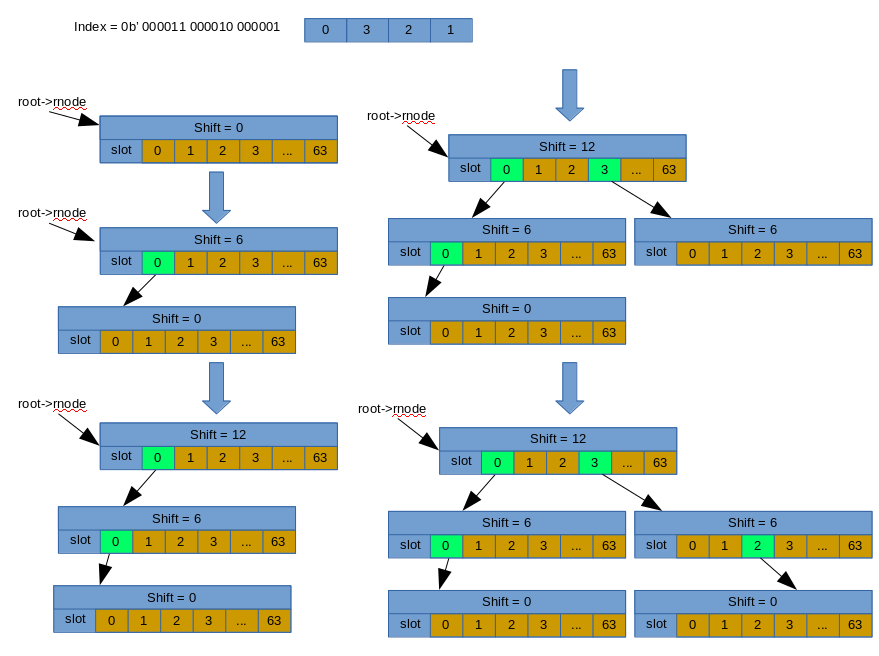 Index = 0b' 000011 000010 000001
0 3 2 1
root->rnode
Shift = 0
slot 0 1 2 3 ... 63
root->rnode
Shift = 6
slot 0 1 2 3 ... 63
Shift = 0
slot 0 1 2 3 ... 63
root->rnode
Shift = 12
slot 0 1 2 3 ... 63
Shift = 6
slot 0 1 2 3 ... 63
Shift = 0
slot 0 1 2 3 ... 63
root->rnode
Shift = 12
slot 0 1 2 3 ... 63
Shift = 6
slot 0 1 2 3 ... 63
Shift = 6
slot 0 1 2 3 ... 63
Shift = 0
slot 0 1 2 3 ... 63
root->rnode
Shift = 12
slot 0 1 2 3 ... 63
Shift = 6
slot 0 1 2 3 ... 63
Shift = 6
slot 0 1 2 3 ... 63
Shift = 0
slot 0 1 2 3 ... 63
Shift = 0
slot 0 1 2 3 ... 63